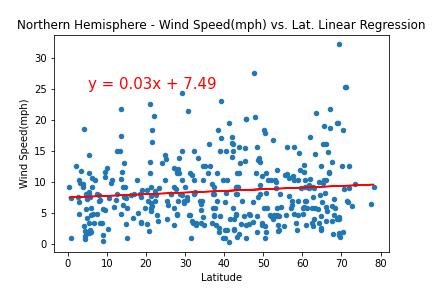 Northern Hemisphere - Wind Speed(mph) vs. Lat. Linear Regression
30
y = 0.03x + 7.49
25
20
15
10
5
0
Wind Speed(mph)
0 10 20 30 40 50 60 70 80
Latitude